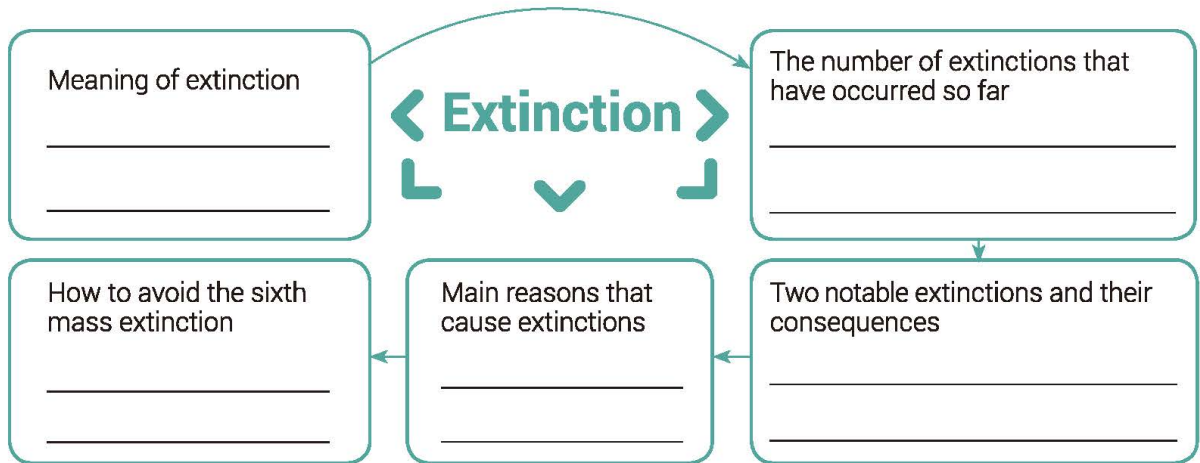 Meaning of extinction
Extinction
The number of extinctions that
have occurred so far
Two notable extinctions and their
consequences
Main reasons that
cause extinctions
How to avoid the sixth
mass extinction